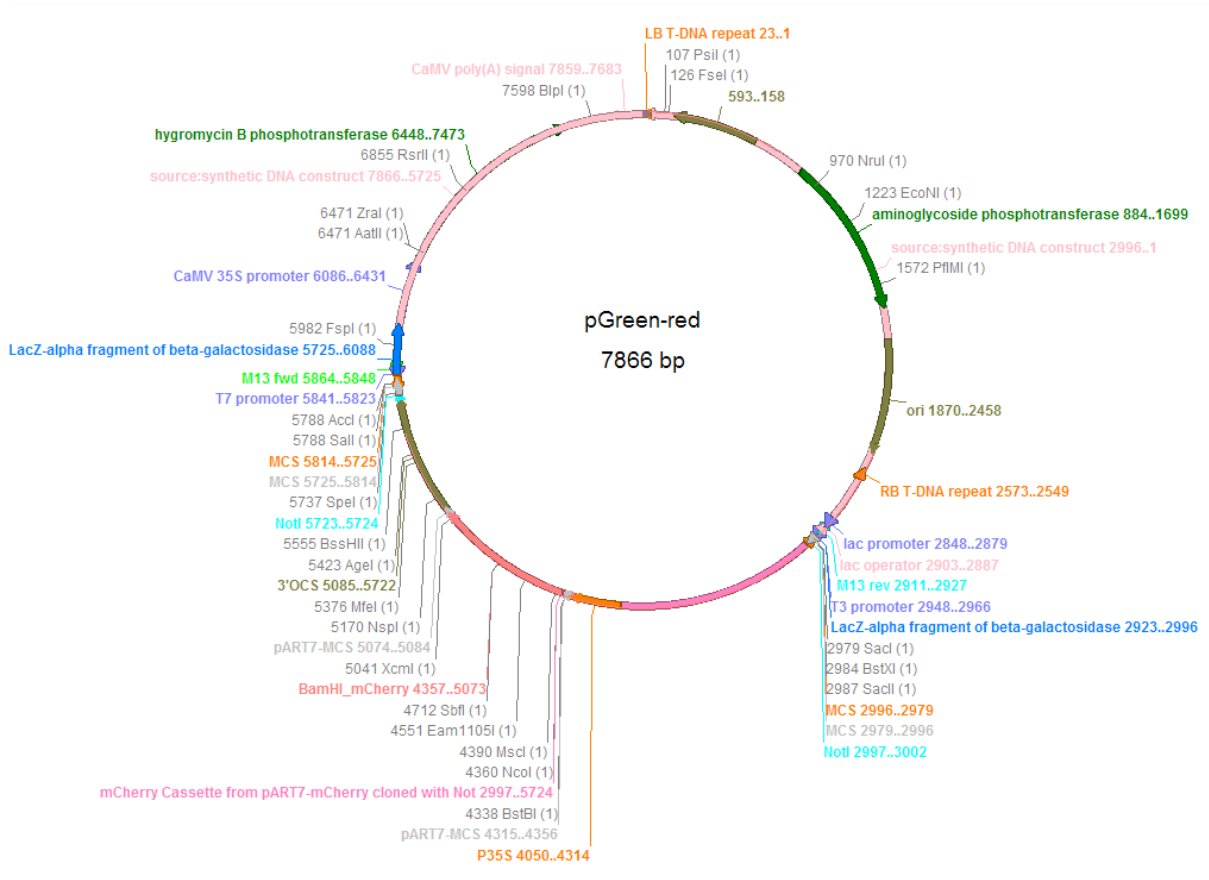 LB T-DNA repeat 23..1
107 PsiI (1)
CaMV poly(A) signal 7859..7683
126 FseI (1)
7598 BlpI (1)
593..158
hygromycin B phosphotransferase 6448..7473
6855 RsrII (1)
970 NruI (1)
source:synthetic DNA construct 7866..5725
1223 EcoNI (1)
6471 ZraI (1)
aminoglycoside phosphotransferase 884..1699
6471 AatII (1)
source:synthetic DNA construct 2996..1
1572 PflMI (1)
CaMV 35S promoter 6086..6431
pGreen-red
7866 bp
5982 FspI (1)
LacZ-alpha fragment of beta-galactosidase 5725..6088
M13 fwd 5864..5848
T7 promoter 5841..5823
5788 AccI (1)
5788 SalI (1)
MCS 5814..5725
MCS 5725..5814
5737 SpeI (1)
NotI 5723..5724
5555 BssHII (1)
5423 AgeI (1)
3'OCS 5085..5722
5376 MfeI (1)
5170 NspI (1)
pART7-MCS 5074..5084
5041 XcmI (1)
BamHI_mCherry 4357..5073
4712 SbfI (1)
4551 Eam1105I (1)
4390 MscI (1)
4360 NcoI (1)
mCherry Cassette from pART7-mCherry cloned with Not 2997..5724
4338 BstBI (1)
pART7-MCS 4315..4356
P35S 4050..4314
ori 1870..2458
RB T-DNA repeat 2573..2549
lac promoter 2848..2879
lac operator 2903..2887
M13 rev 2911..2927
T3 promoter 2948..2966
LacZ-alpha fragment of beta-galactosidase 2923..2996
2979 SacI (1)
2984 BstXI (1)
2987 SacII (1)
MCS 2996..2979
MCS 2979..2996
NotI 2997..3002